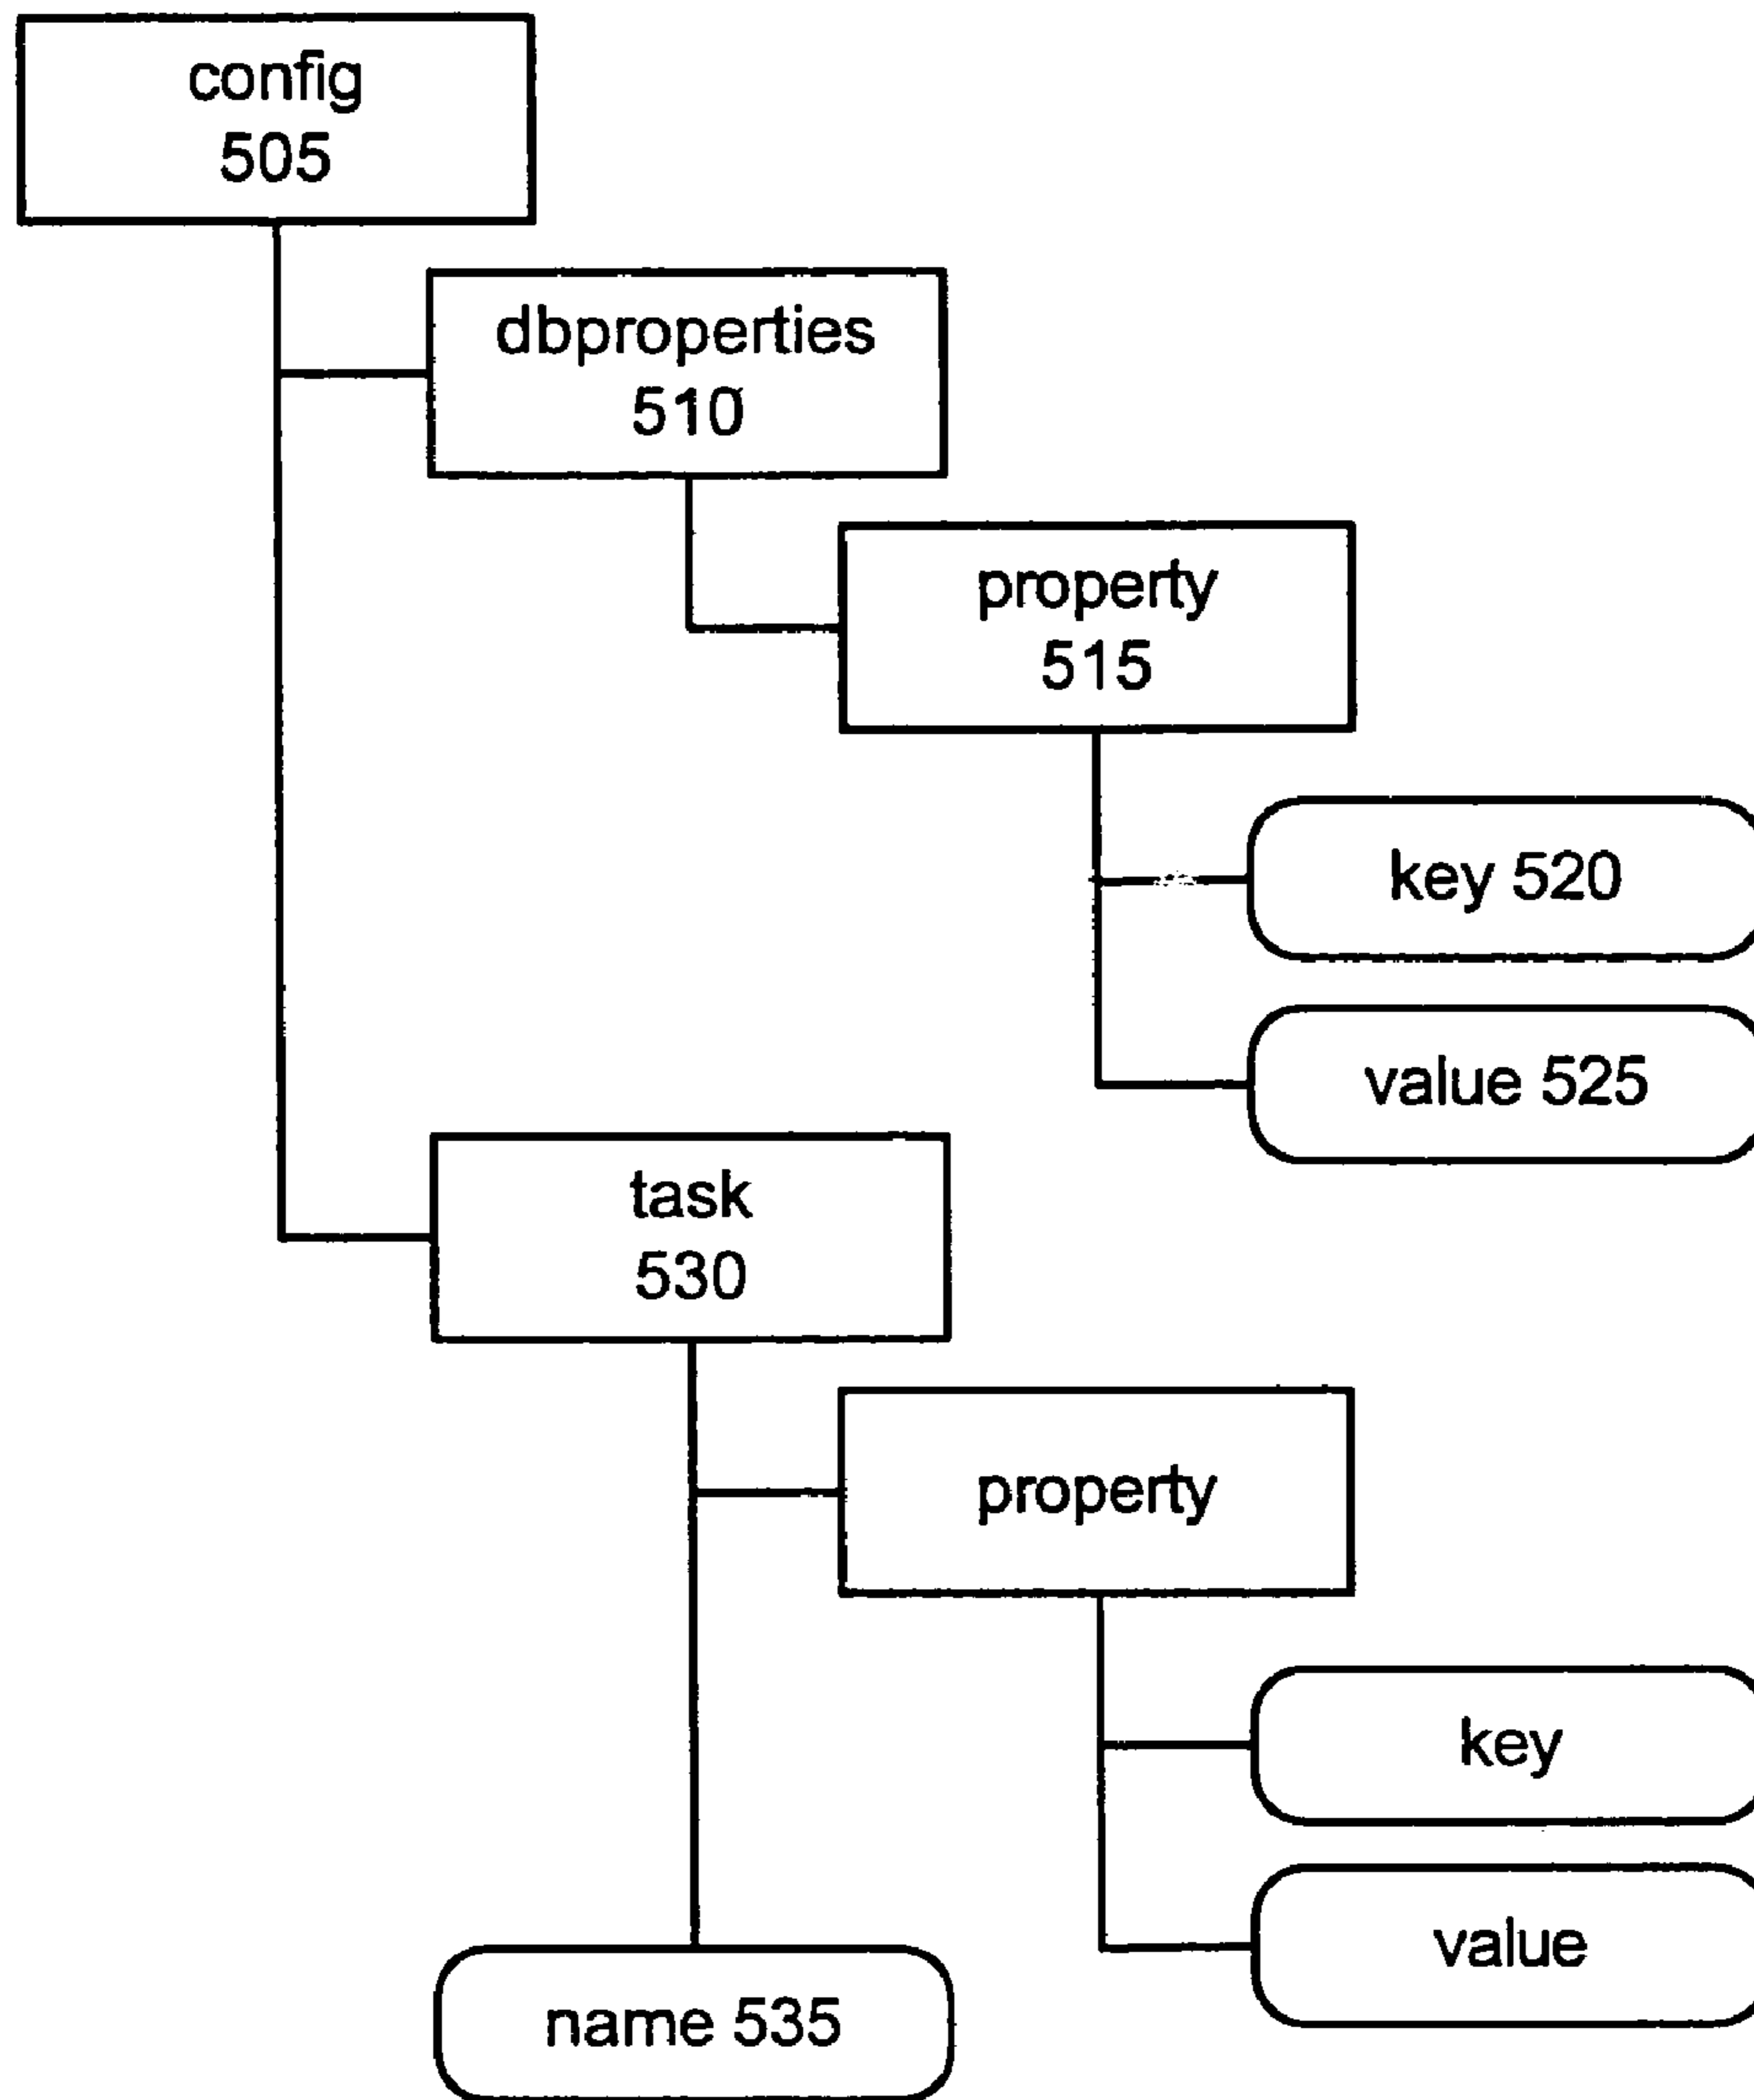 config
505
dbproperties
510
property
515
key 520
value 525
task
530
property
key
value
name 535